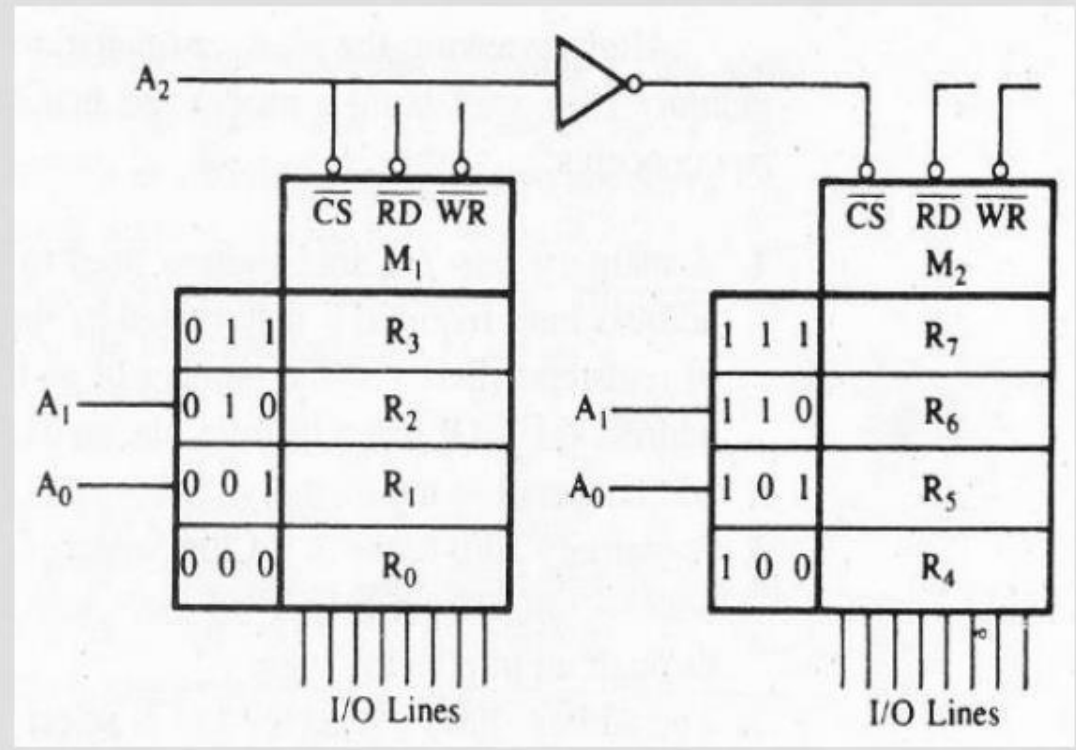 A₂
CS RD WR
M₁
0 1 1 R₃
A₁ 0 1 0 R₂
A₀ 0 0 1 R₁
0 0 0 R₀
I/O Lines
CS RD WR
M₂
1 1 1 R₇
A₁ 1 1 0 R₆
A₀ 1 0 1 R₅
1 0 0 R₄
I/O Lines